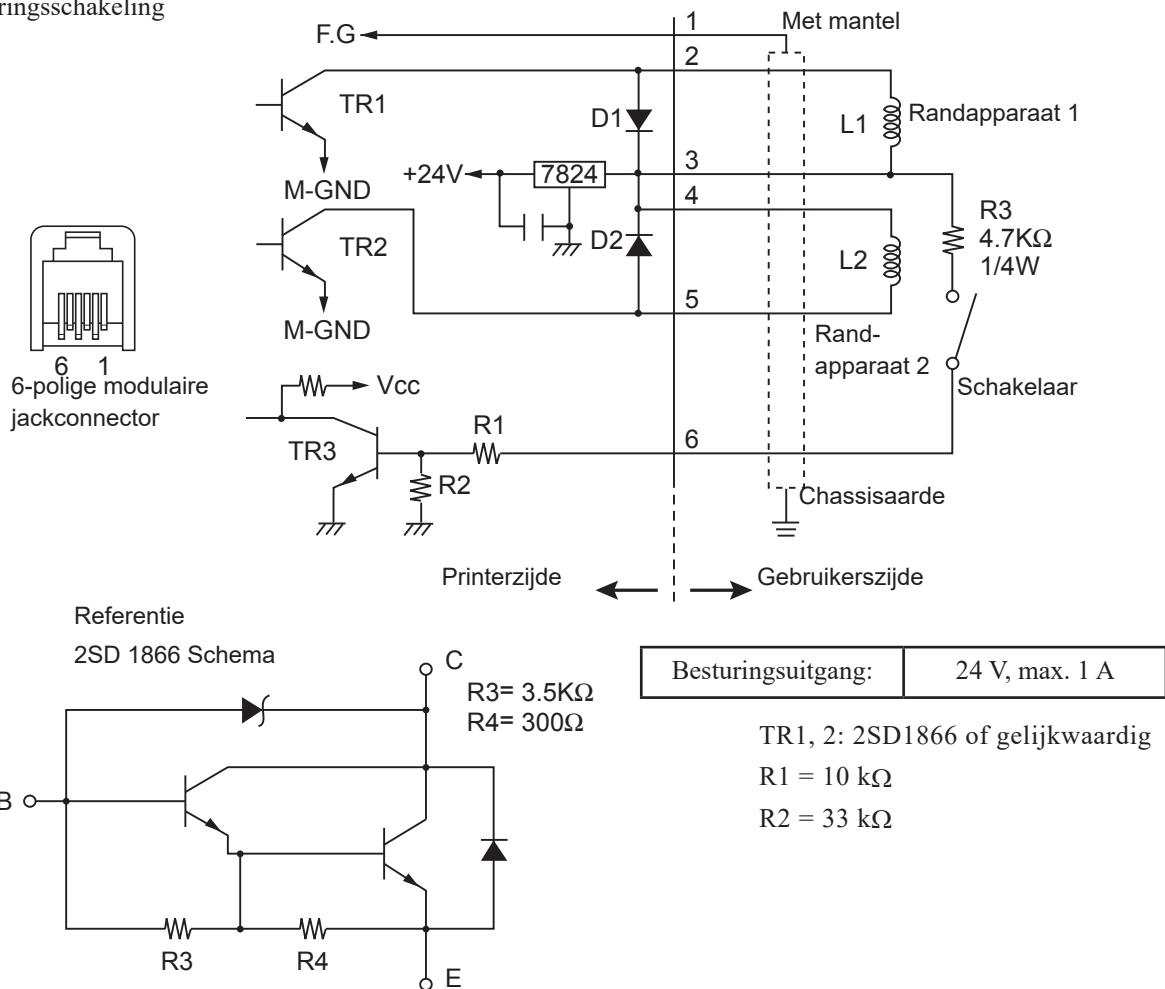 ringsschakeling
F.G
1
Met mantel
2
TR1
D1
L1
Randapparaat 1
M-GND
+24V
7824
3
4
R3
4.7KΩ
1/4W
TR2
D2
L2
M-GND
5
Rand-
apparaat 2
Schakelaar
6 1
6-polige modulaire
jackconnector
Vcc
TR3
R1
6
R2
Chassisaarde
Printerzijde
Gebruikerszijde
Referentie
2SD 1866 Schema
C
R3= 3.5KΩ
R4= 300Ω
B
R3
R4
E
Besturingsuitgang: 24 V, max. 1 A
TR1, 2: 2SD1866 of gelijkwaardig
R1 = 10 kΩ
R2 = 33 kΩ